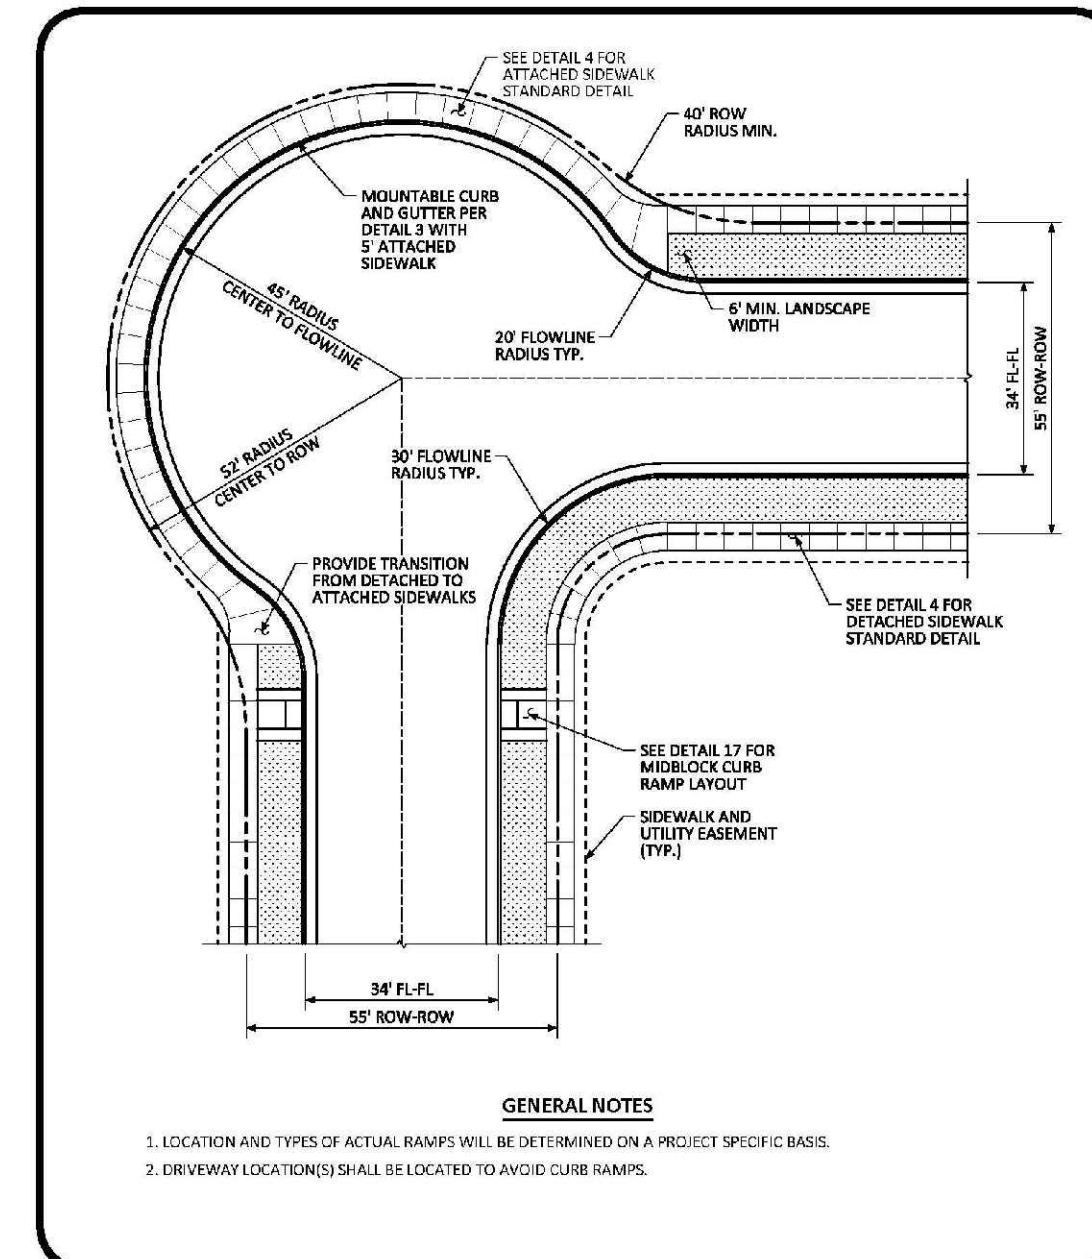 SEE DETAIL 4 FOR
ATTACHED SIDEWALK
STANDARD DETAIL
40' ROW
RADIUS MIN.
MOUNTABLE CURB
AND GUTTER PER
DETAIL 3 WITH
5' ATTACHED
SIDEWALK
45' RADIUS
CENTER TO FLOWLINE
6' MIN. LANDSCAPE
WIDTH
20' FLOWLINE
RADIUS TYP.
34' FL-FL
55' ROW-ROW
52' RADIUS
CENTER TO ROW
30' FLOWLINE
RADIUS TYP.
PROVIDE TRANSITION
FROM DETACHED TO
ATTACHED SIDEWALKS
SEE DETAIL 4 FOR
DETACHED SIDEWALK
STANDARD DETAIL
SEE DETAIL 17 FOR
MIDBLOCK CURB
RAMP LAYOUT
SIDEWALK AND
UTILITY EASEMENT
(TYP.)
34' FL-FL
55' ROW-ROW
GENERAL NOTES
1. LOCATION AND TYPES OF ACTUAL RAMPS WILL BE DETERMINED ON A PROJECT SPECIFIC BASIS.
2. DRIVEWAY LOCATION(S) SHALL BE LOCATED TO AVOID CURB RAMPS.